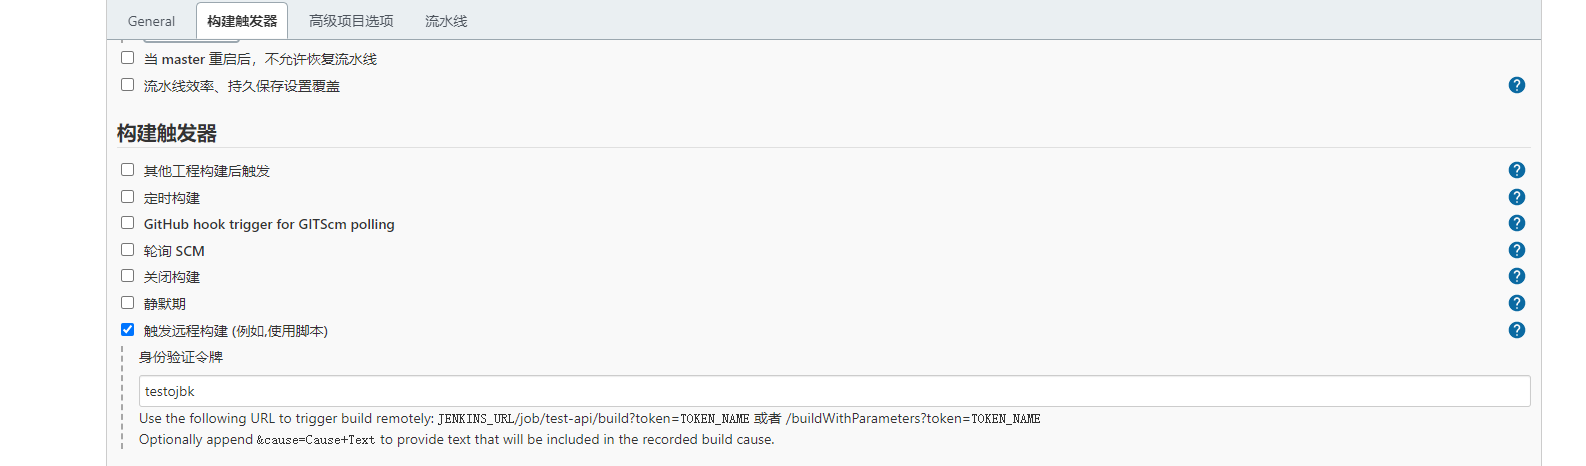 General 构建触发器 高级项目选项 流水线
当 master 重启后，不允许恢复流水线
流水线效率、持久保存设置覆盖
构建触发器
其他工程构建后触发
定时构建
GitHub hook trigger for GITScm polling
轮询 SCM
关闭构建
静默期
触发远程构建 (例如,使用脚本)
身份验证令牌
testojbk
Use the following URL to trigger build remotely: JENKINS_URL/job/test-api/build?token=TOKEN_NAME 或者 /buildWithParameters?token=TOKEN_NAME
Optionally append &cause=Cause+Text to provide text that will be included in the recorded build cause.